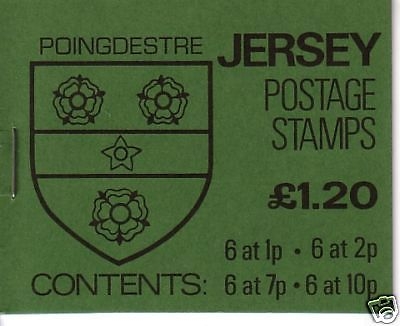 POINGDESTRE
JERSEY
POSTAGE
STAMPS
£1.20
6 at 1p • 6 at 2p
CONTENTS: 6 at 7p • 6 at 10p